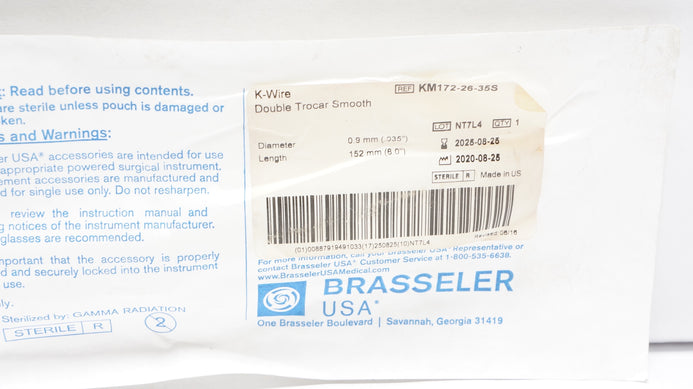 : Read before using contents.
are sterile unless pouch is damaged or
ken.
s and Warnings:
er USA® accessories are intended for use
appropriate powered surgical instrument.
ement accessories are manufactured and
d for single use only. Do not resharpen.
review the instruction manual and
g notices of the instrument manufacturer.
glasses are recommended.
portant that the accessory is properly
d and securely locked into the instrument
use.
ly.
Sterilized by: GAMMA RADIATION
STERILE R 2
K-Wire
Double Trocar Smooth
REF KM172-26-35S
LOT NT7L4 QTY 1
Diameter 0.9 mm (.035")
Length 152 mm (6.0")
2025-08-25
2020-08-25
STERILE R Made in US
(01)00887919491033(17)250825(10)NT7L4
For more information, call your Brasseler USA® Representative or
contact Brasseler USA® Customer Service at 1-800-535-6638.
www.BrasselerUSAMedical.com
BRASSELER
USA®
One Brasseler Boulevard | Savannah, Georgia 31419